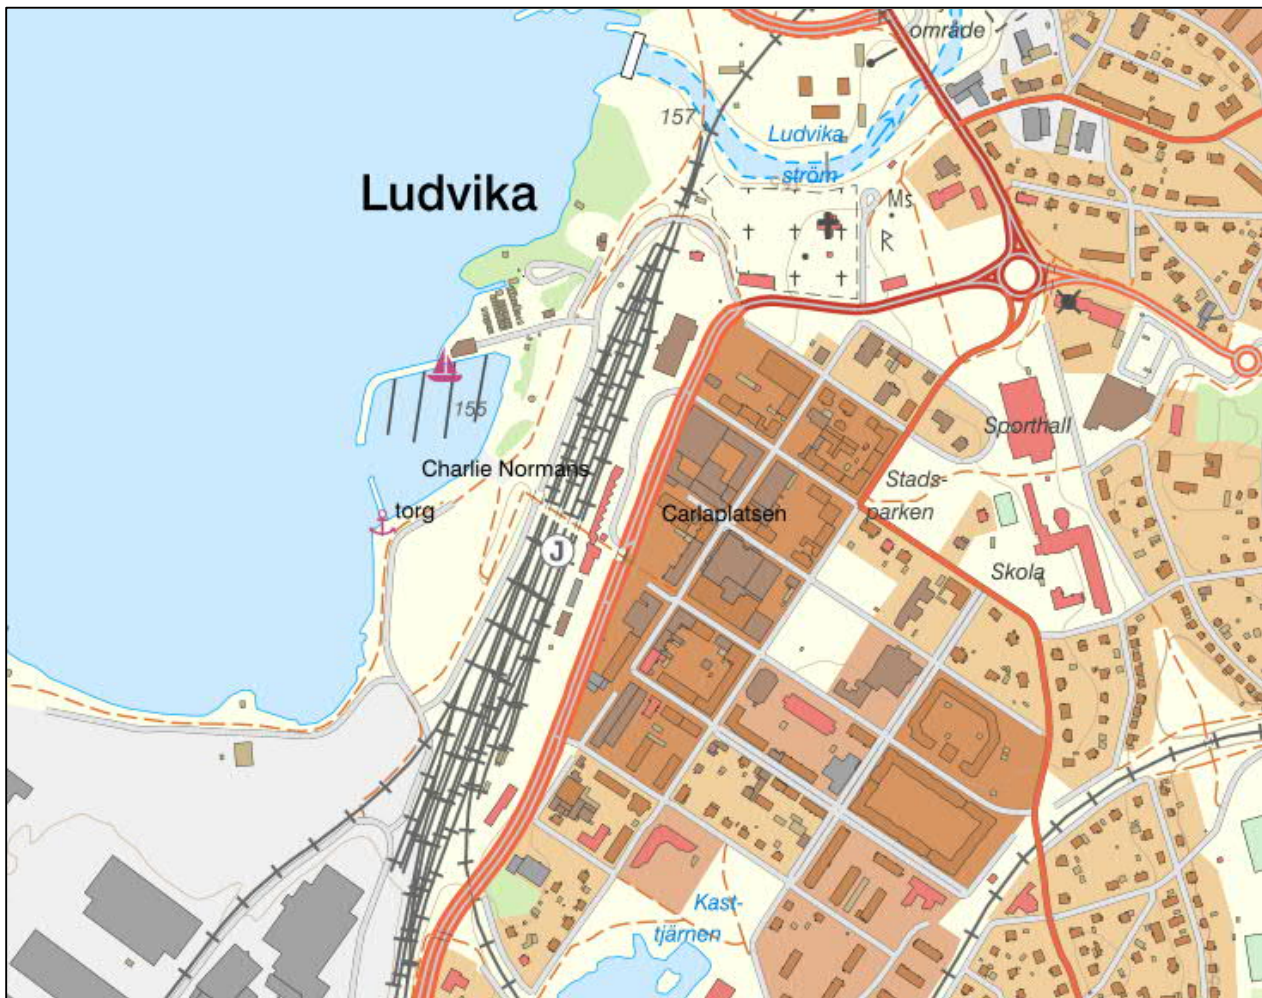 område
157
Ludvika
ström
Ludvika
Ms
R
155
Sporthall
Charlie Normans
torg
Stads-
parken
Carlaplatsen
J
Skola
Kast-
tjärnen